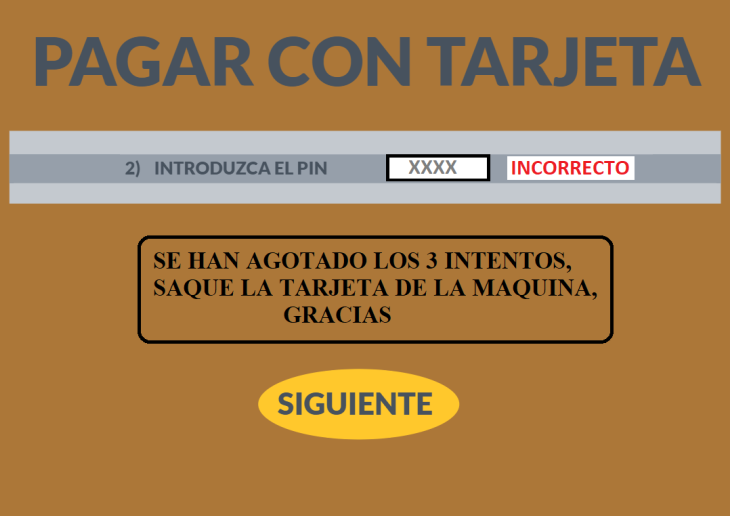 PAGAR CON TARJETA
2) INTRODUZCA EL PIN XXXX INCORRECTO
SE HAN AGOTADO LOS 3 INTENTOS,
SAQUE LA TARJETA DE LA MAQUINA,
GRACIAS
SIGUIENTE